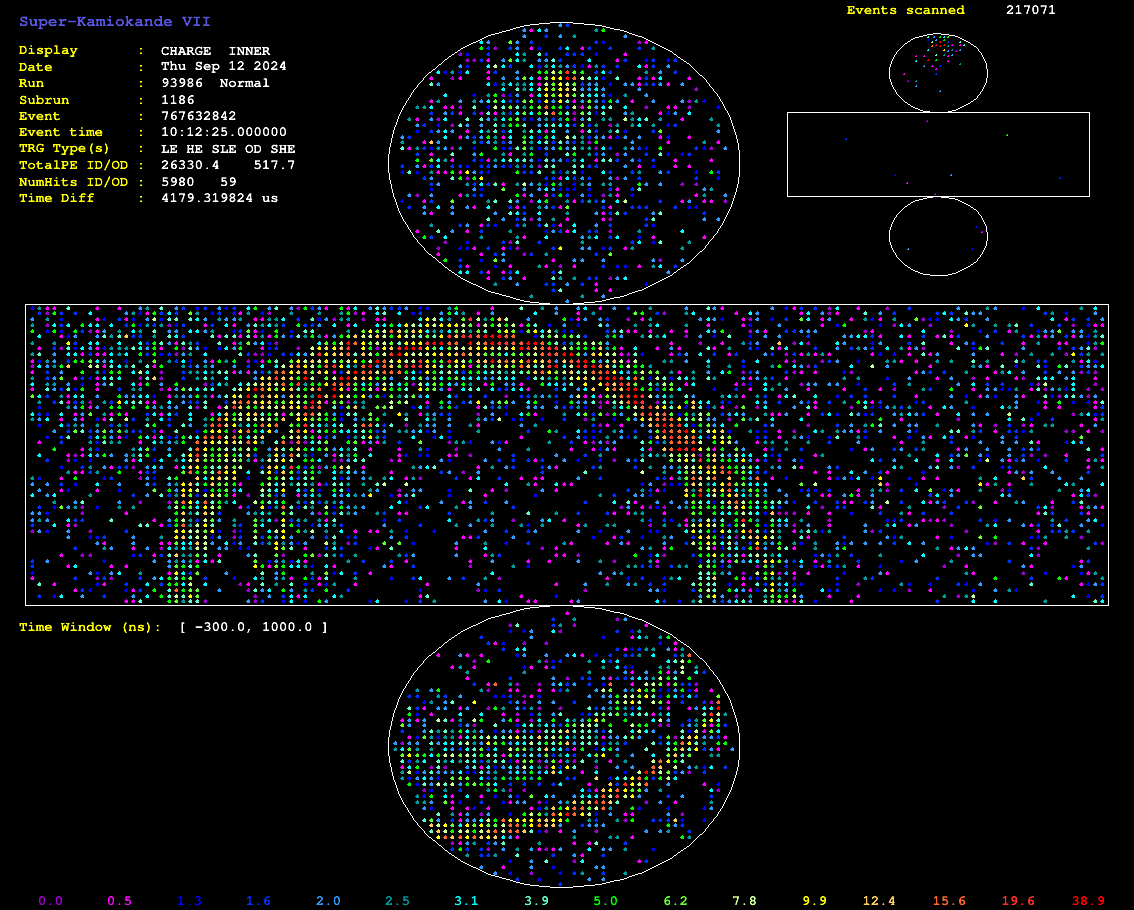 Super-Kamiokande VII
Events scanned 217071
Display : CHARGE INNER
Date : Thu Sep 12 2024
Run : 93986 Normal
Subrun : 1186
Event : 767632842
Event time : 10:12:25.000000
TRG Type(s) : LE HE SLE OD SHE
TotalPE ID/OD : 26330.4 517.7
NumHits ID/OD : 5980 59
Time Diff : 4179.319824 us
Time Window (ns): [ -300.0, 1000.0 ]
0.0 0.5 1.3 1.6 2.0 2.5 3.1 3.9 5.0 6.2 7.8 9.9 12.4 15.6 19.6 38.9